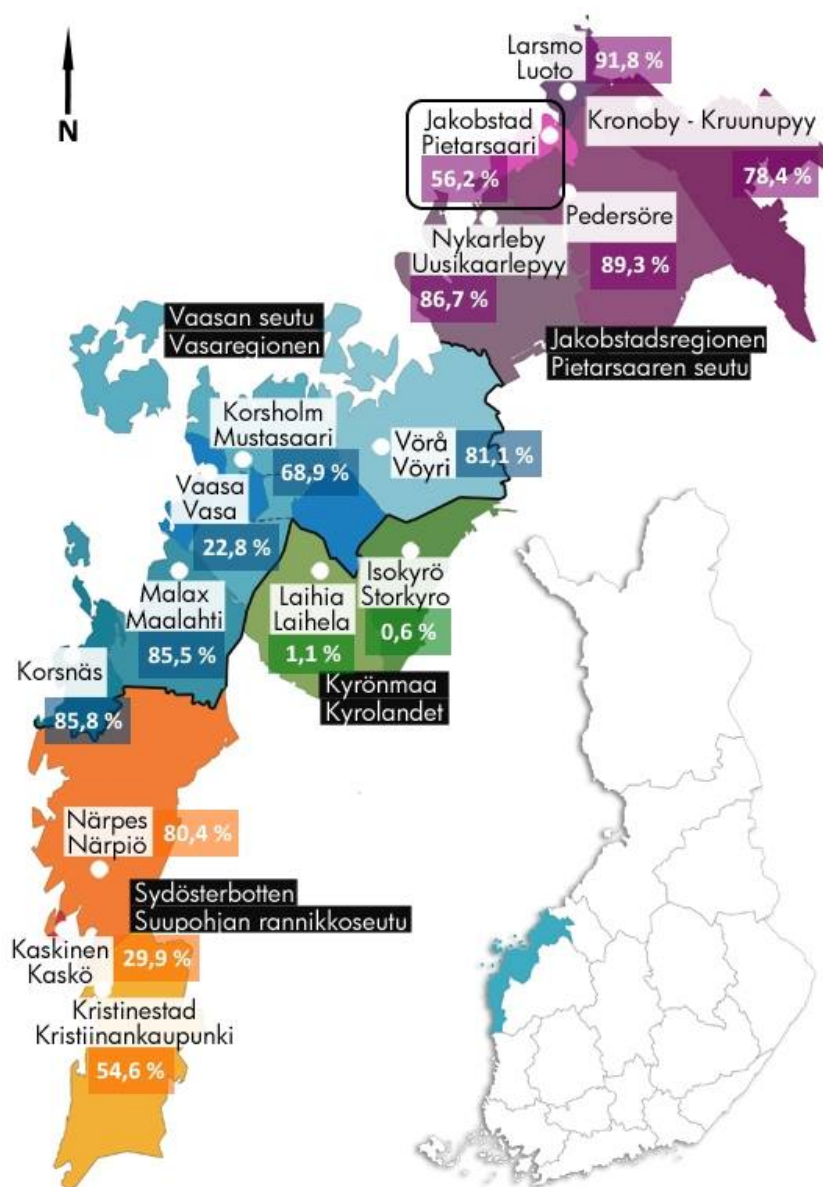 N
Larsmo
Luoto
91,8 %
Jakobstad
Pietarsaari
56,2 %
Kronoby - Kruunupyy
78,4 %
Pedersöre
89,3 %
Nykarleby
Uusikaarlepyy
86,7 %
Jakobstadsregionen
Pietarsaaren seutu
Vaasan seutu
Vasaregionen
Korsholm
Mustasaari
68,9 %
Vörå
Vöyri
81,1 %
Vaasa
Vasa
22,8 %
Malax
Maalahti
85,5 %
Laihia
Laihela
1,1 %
Isokyrö
Storkyro
0,6 %
Kyrönmaa
Kyrolandet
Korsnäs
85,8 %
Närpes
Närpiö
80,4 %
Sydösterbotten
Suupohjan rannikkoseutu
Kaskinen
Kaskö
29,9 %
Kristinestad
Kristiinankaupunki
54,6 %